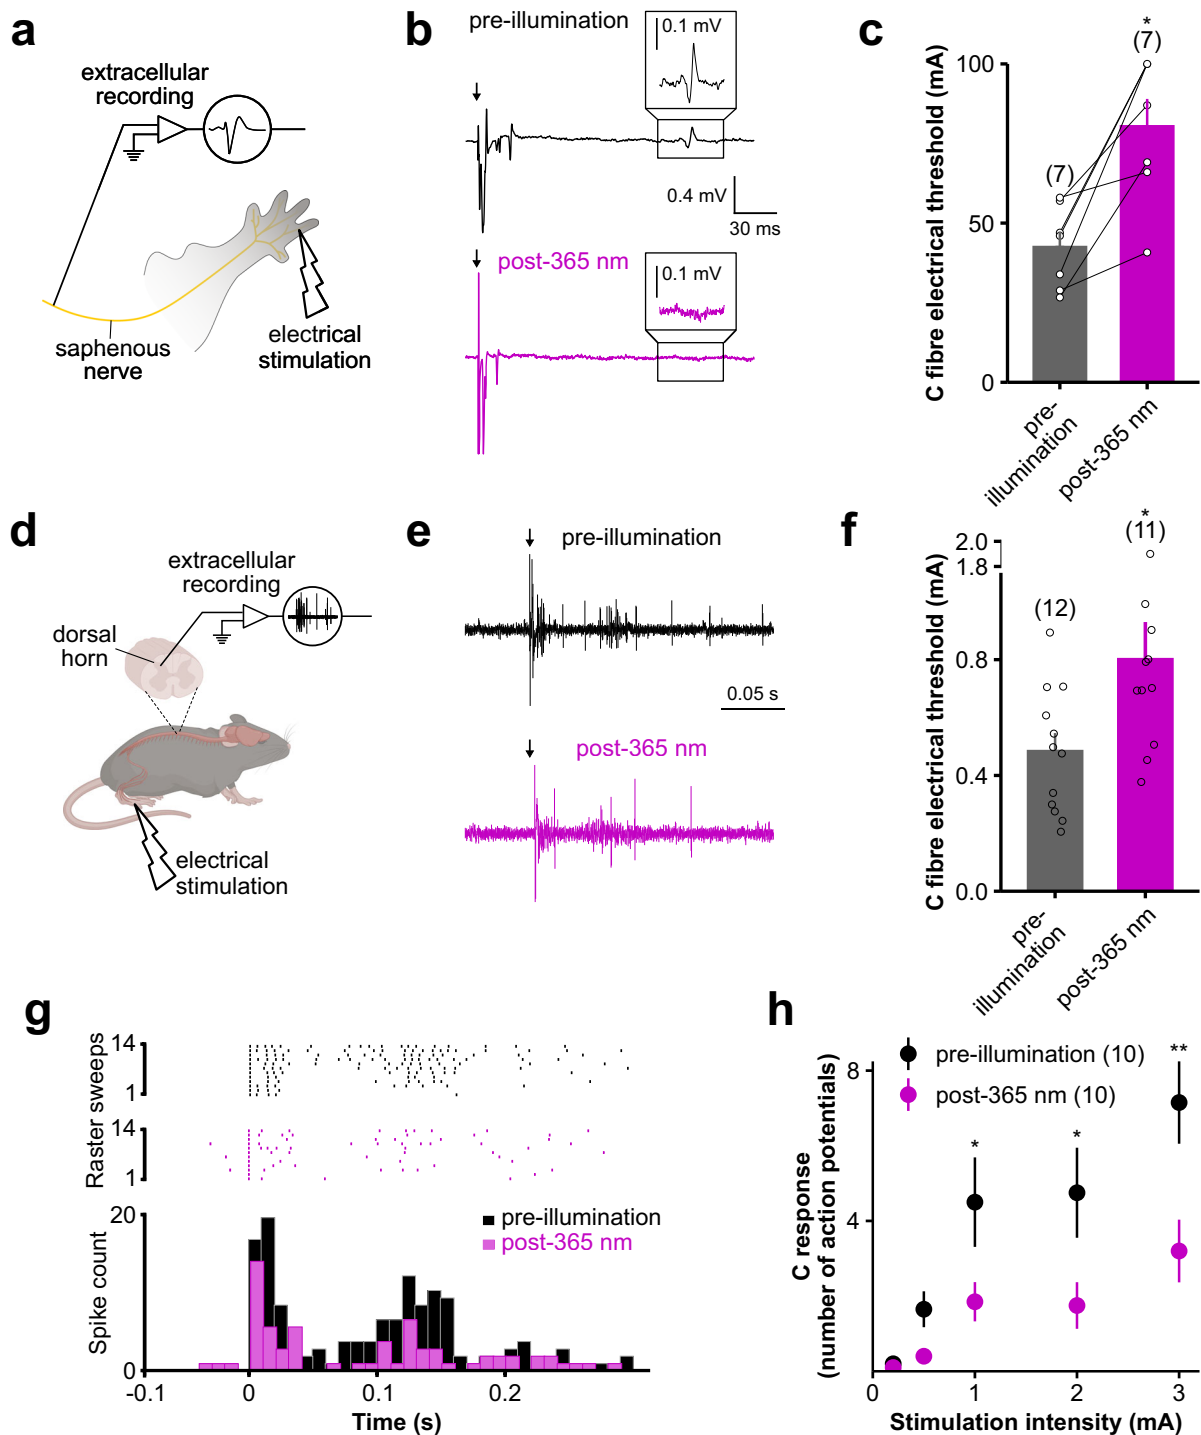 a
extracellular
recording
saphenous
nerve
electrical
stimulation
b
pre-illumination
0.1 mV
0.4 mV
30 ms
post-365 nm
0.1 mV
c
C fibre electrical threshold (mA)
100
50
0
(7)
*
(7)
pre-
illumination
post-365 nm
d
extracellular
recording
dorsal
horn
electrical
stimulation
e
pre-illumination
0.05 s
post-365 nm
f
C fibre electrical threshold (mA)
2.0
1.8
0.8
0.4
0.0
(12)
*
(11)
pre-
illumination
post-365 nm
g
Raster sweeps
14
1
14
1
Spike count
20
0
pre-illumination
post-365 nm
-0.1
0
0.1
0.2
Time (s)
h
C response
(number of action potentials)
8
4
pre-illumination (10)
post-365 nm (10)
*
*
**
0
1
2
3
Stimulation intensity (mA)